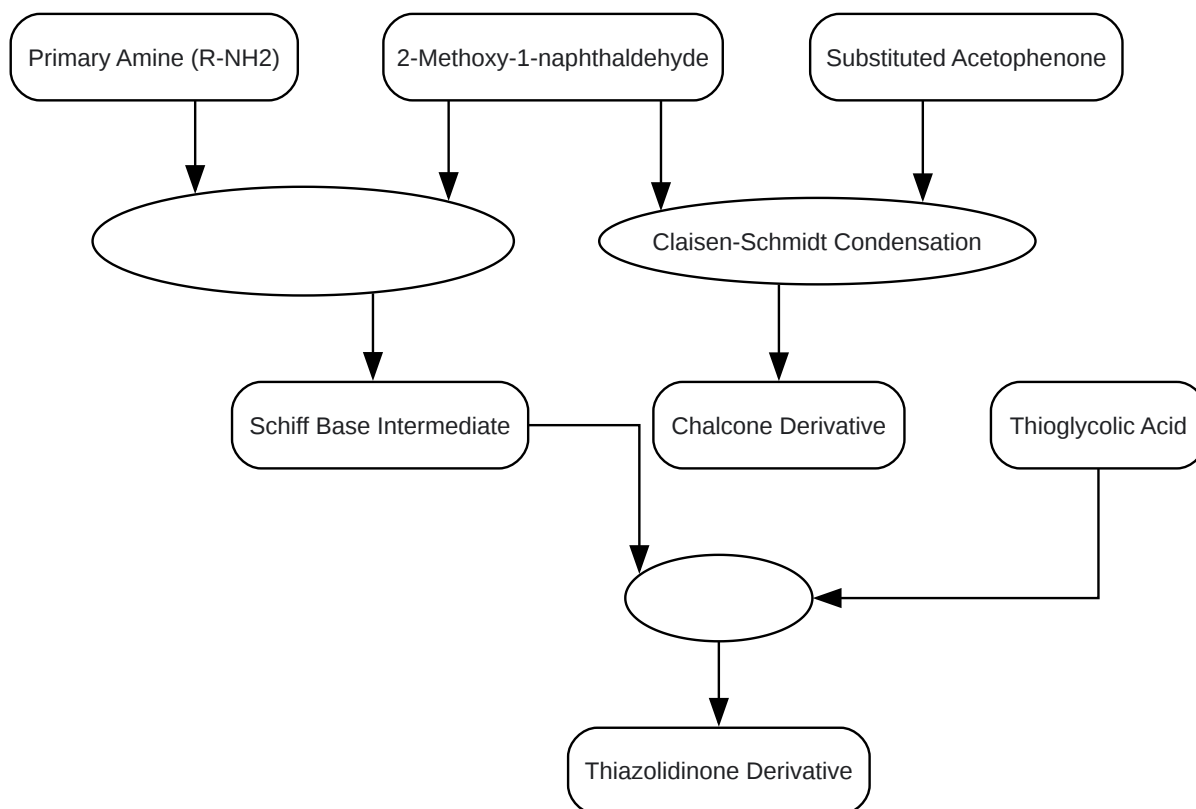 Primary Amine (R-NH2)
2-Methoxy-1-naphthaldehyde
Substituted Acetophenone
Claisen-Schmidt Condensation
Schiff Base Intermediate
Chalcone Derivative
Thioglycolic Acid
Thiazolidinone Derivative